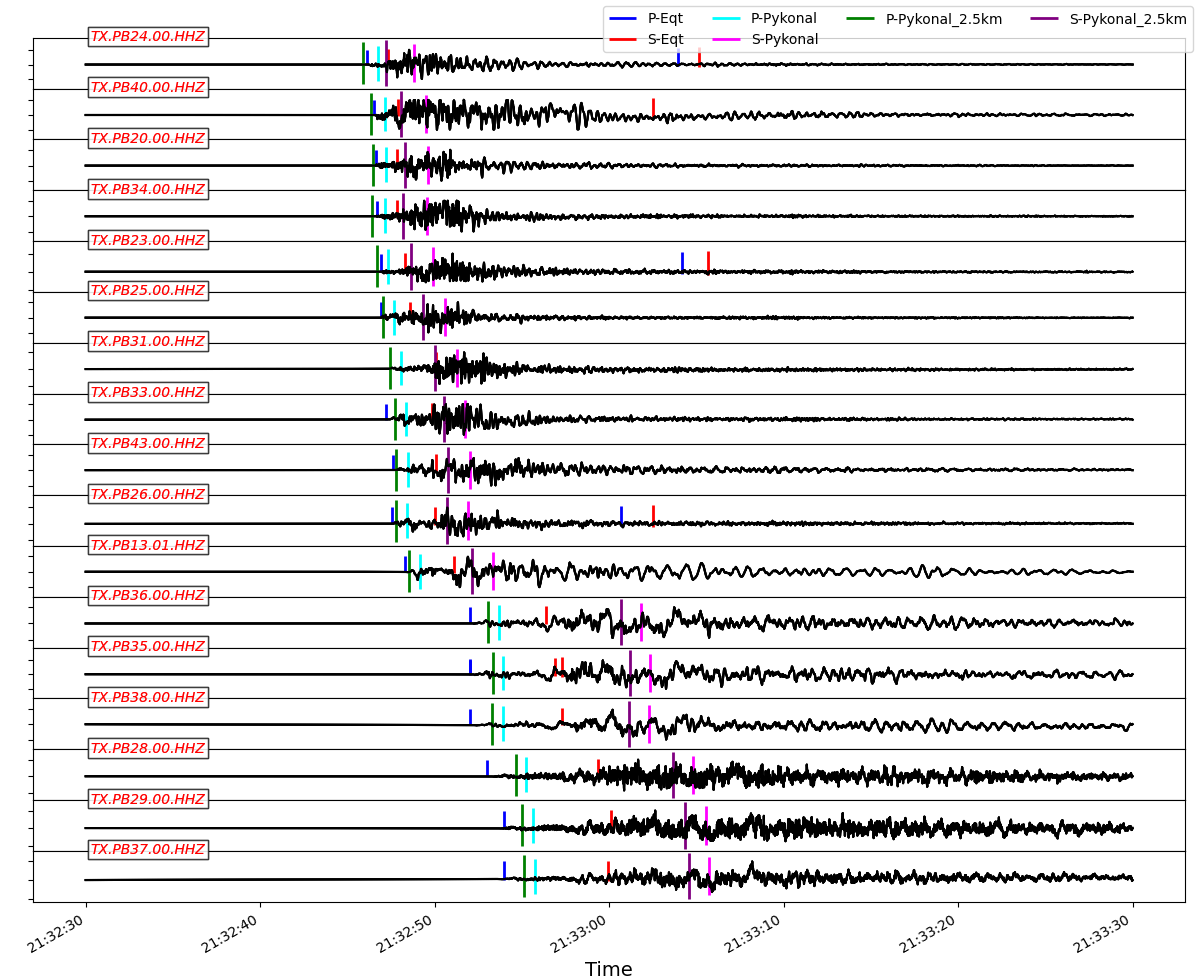 P-Eqt P-Pykonal P-Pykonal_2.5km S-Pykonal_2.5km
S-Eqt S-Pykonal
TX.PB24.00.HHZ
TX.PB40.00.HHZ
TX.PB20.00.HHZ
TX.PB34.00.HHZ
TX.PB23.00.HHZ
TX.PB25.00.HHZ
TX.PB31.00.HHZ
TX.PB33.00.HHZ
TX.PB43.00.HHZ
TX.PB26.00.HHZ
TX.PB13.01.HHZ
TX.PB36.00.HHZ
TX.PB35.00.HHZ
TX.PB38.00.HHZ
TX.PB28.00.HHZ
TX.PB29.00.HHZ
TX.PB37.00.HHZ
21:32:30 21:32:40 21:32:50 21:33:00 21:33:10 21:33:20 21:33:30
Time